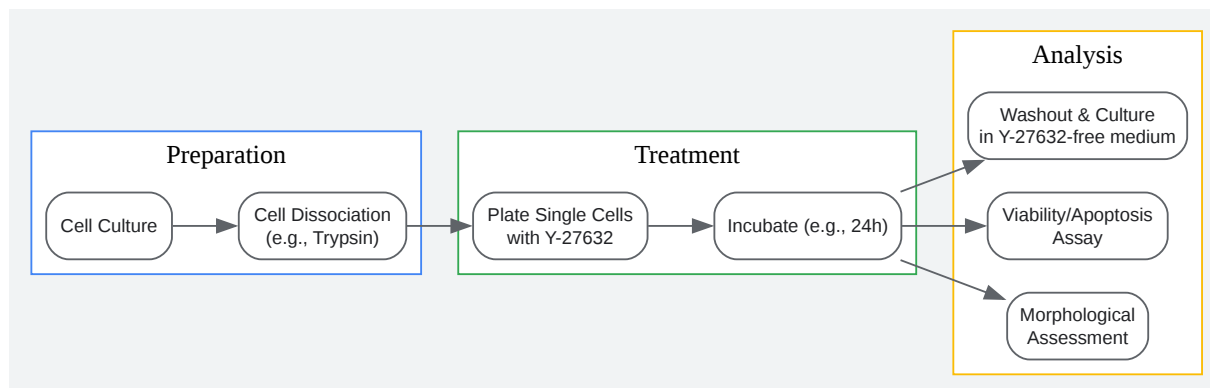 Preparation
Cell Culture
Cell Dissociation
(e.g., Trypsin)
Treatment
Plate Single Cells
with Y-27632
Incubate (e.g., 24h)
Analysis
Washout & Culture
in Y-27632-free medium
Viability/Apoptosis
Assay
Morphological
Assessment